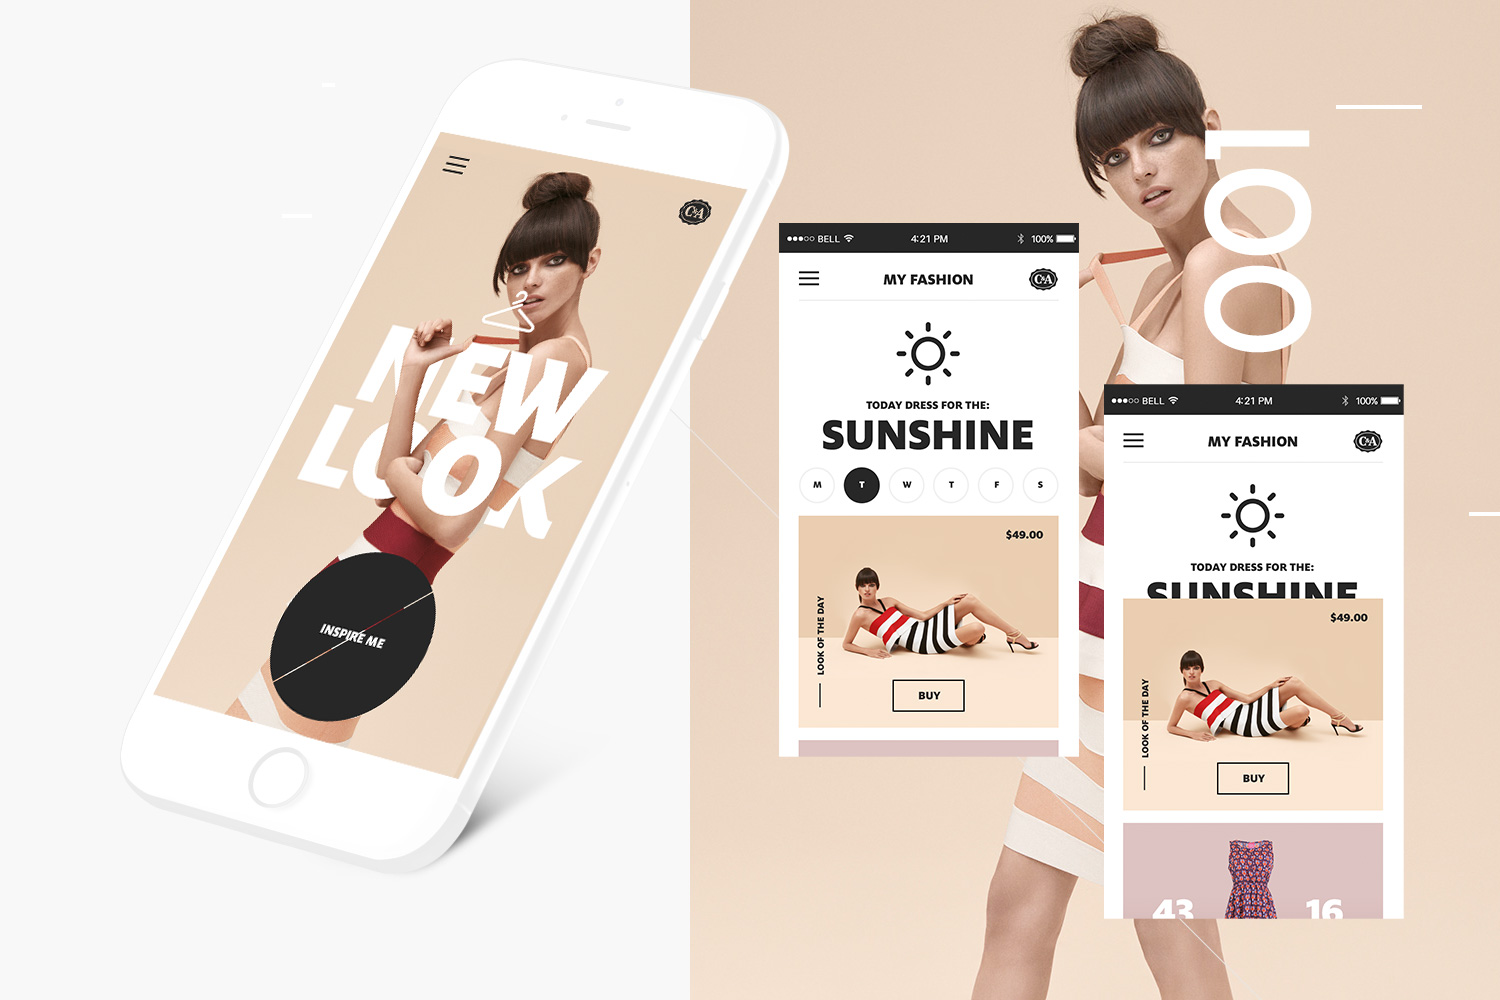 C&A
NEW
LOOK
INSPIRE ME
100
BELL 4:21 PM 100%
MY FASHION C&A
TODAY DRESS FOR THE:
SUNSHINE
M T W T F S
$49.00
LOOK OF THE DAY
BUY
BELL 4:21 PM 100%
MY FASHION C&A
TODAY DRESS FOR THE:
SUNSHINE
$49.00
LOOK OF THE DAY
BUY
43 16